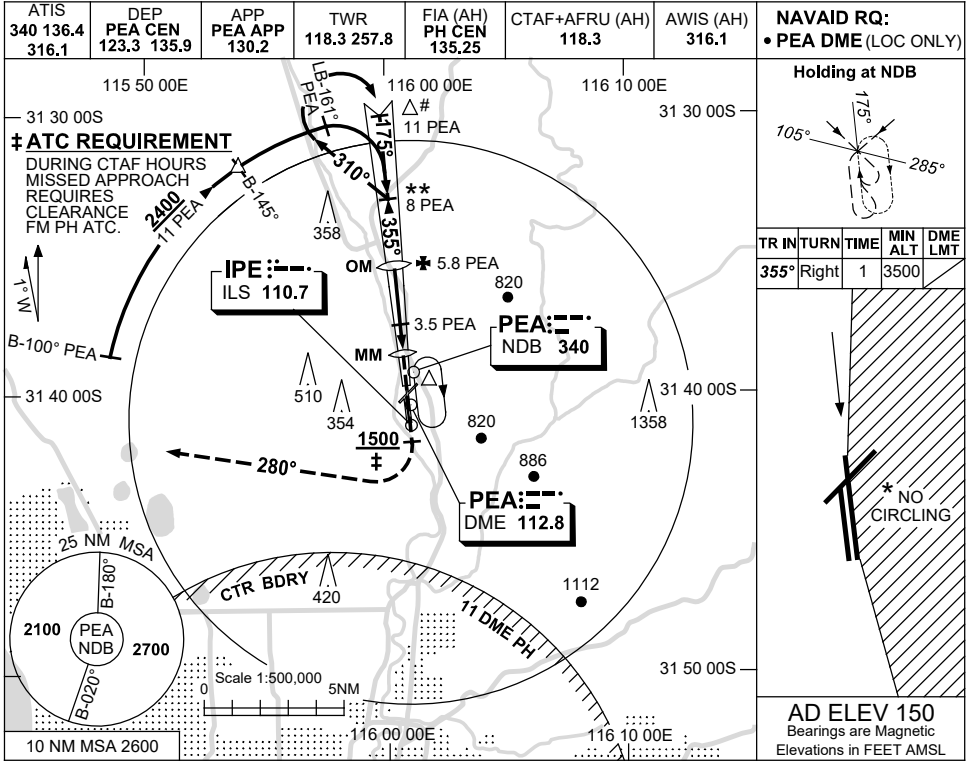 ATIS
340 136.4
316.1
DEP
PEA CEN
123.3 135.9
APP
PEA APP
130.2
TWR
118.3 257.8
FIA (AH)
PH CEN
135.25
CTAF+AFRU (AH)
118.3
AWIS (AH)
316.1
NAVAID RQ:
• PEA DME (LOC ONLY)
115 50 00E
116 00 00E
116 10 00E
31 30 00S
31 30 00S
LB-161°
PEA
#
11 PEA
175°
‡ ATC REQUIREMENT
DURING CTAF HOURS
MISSED APPROACH
REQUIRES
CLEARANCE
FM PH ATC.
2400
11 PEA
B-145°
310°
**
8 PEA
355°
358
1° W
OM
5.8 PEA
IPE
ILS 110.7
820
3.5 PEA
PEA
NDB 340
B-100° PEA
MM
31 40 00S
31 40 00S
510
354
1358
820
1500
‡
280°
886
PEA
DME 112.8
25 NM MSA
B-180°
2100
PEA
NDB
2700
B-020°
CTR BDRY
420
1112
11 DME PH
31 50 00S
Scale 1:500,000
0
5NM
10 NM MSA 2600
116 00 00E
116 10 00E
Holding at NDB
175°
105°
285°
TR IN
TURN
TIME
MIN
ALT
DME
LMT
355°
Right
1
3500
* NO
CIRCLING
AD ELEV 150
Bearings are Magnetic
Elevations in FEET AMSL